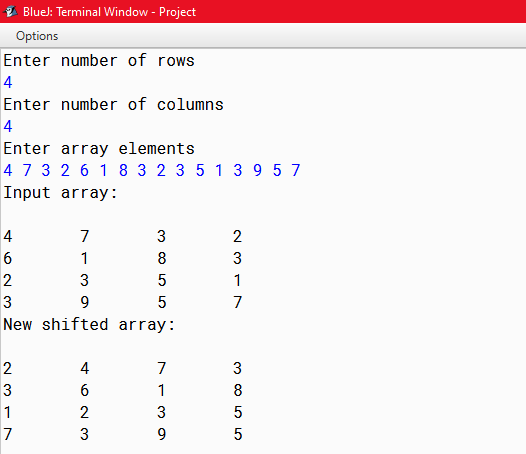 BlueJ: Terminal Window - Project
Options
Enter number of rows
4
Enter number of columns
4
Enter array elements
4 7 3 2 6 1 8 3 2 3 5 1 3 9 5 7
Input array:
4 7 3 2
6 1 8 3
2 3 5 1
3 9 5 7
New shifted array:
2 4 7 3
3 6 1 8
1 2 3 5
7 3 9 5